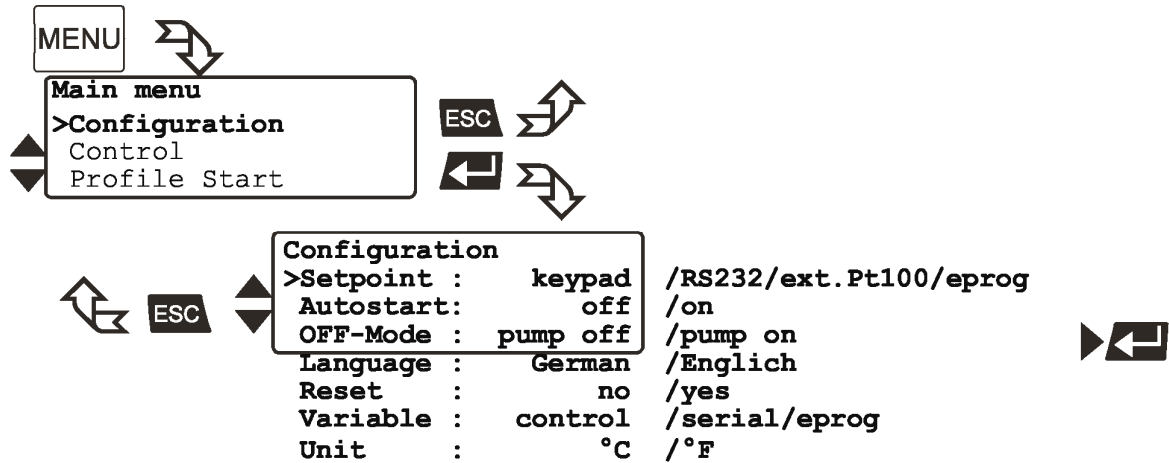 MENU
Main menu
>Configuration
Control
Profile Start
ESC
Configuration
>Setpoint : keypad /RS232/ext.Pt100/eprog
Autostart: off /on
OFF-Mode : pump off /pump on
Language : German /Englich
Reset : no /yes
Variable : control /serial/eprog
Unit : °C /°F
ESC